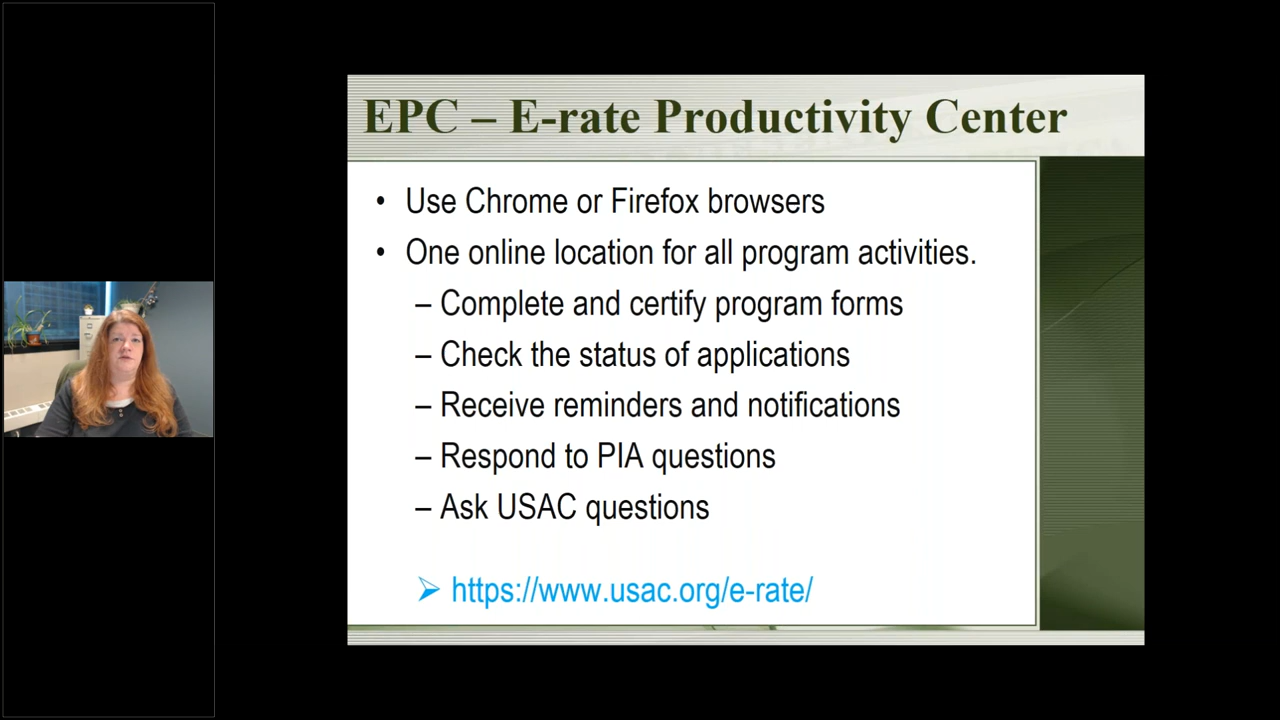 EPC – E-rate Productivity Center
• Use Chrome or Firefox browsers
• One online location for all program activities.
– Complete and certify program forms
– Check the status of applications
– Receive reminders and notifications
– Respond to PIA questions
– Ask USAC questions
➢ https://www.usac.org/e-rate/